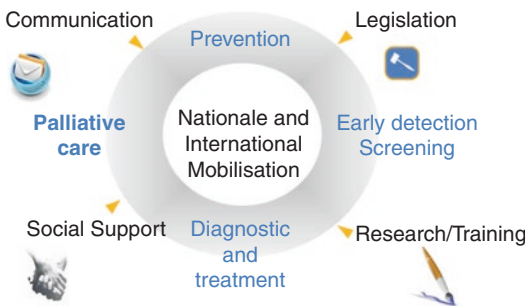 Communication
Legislation
Prevention
Palliative
care
Nationale and
International
Mobilisation
Early detection
Screening
Social Support
Diagnostic
and
treatment
Research/Training